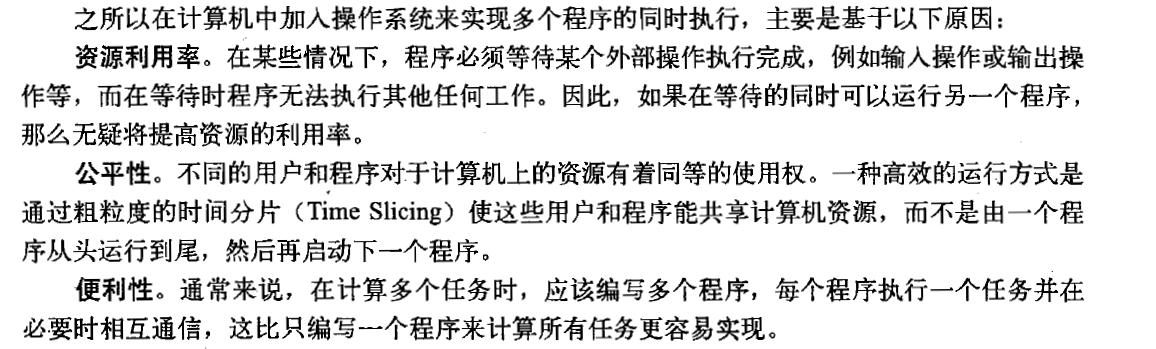 之所以在计算机中加入操作系统来实现多个程序的同时执行，主要是基于以下原因：
资源利用率。在某些情况下，程序必须等待某个外部操作执行完成，例如输入操作或输出操
作等，而在等待时程序无法执行其他任何工作。因此，如果在等待的同时可以运行另一个程序，
那么无疑将提高资源的利用率。
公平性。不同的用户和程序对于计算机上的资源有着同等的使用权。一种高效的运行方式是
通过粗粒度的时间分片（Time Slicing）使这些用户和程序能共享计算机资源，而不是由一个程
序从头运行到尾，然后再启动下一个程序。
便利性。通常来说，在计算多个任务时，应该编写多个程序，每个程序执行一个任务并在
必要时相互通信，这比只编写一个程序来计算所有任务更容易实现。